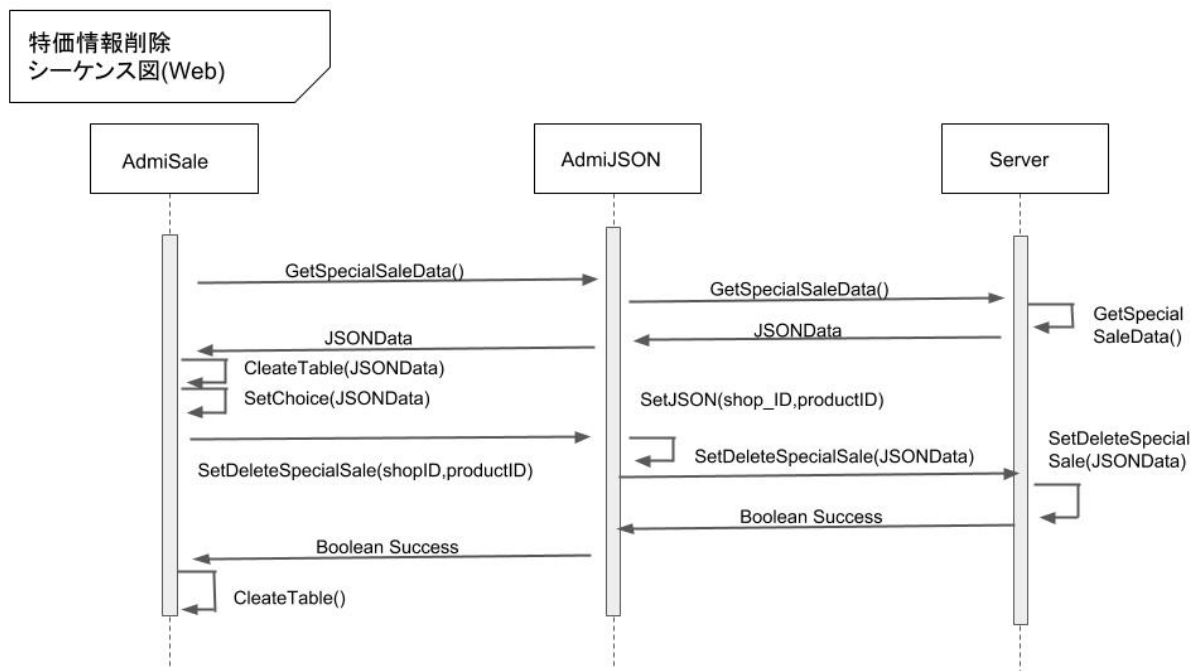 特価情報削除
シーケンス図(Web)
AdmiSale
AdmiJSON
Server
GetSpecialSaleData()
GetSpecialSaleData()
GetSpecial
SaleData()
JSONData
JSONData
CleateTable(JSONData)
SetChoice(JSONData)
SetJSON(shop_ID,productID)
SetDeleteSpecialSale(shopID,productID)
SetDeleteSpecialSale(JSONData)
SetDeleteSpecial
Sale(JSONData)
Boolean Success
Boolean Success
CleateTable()